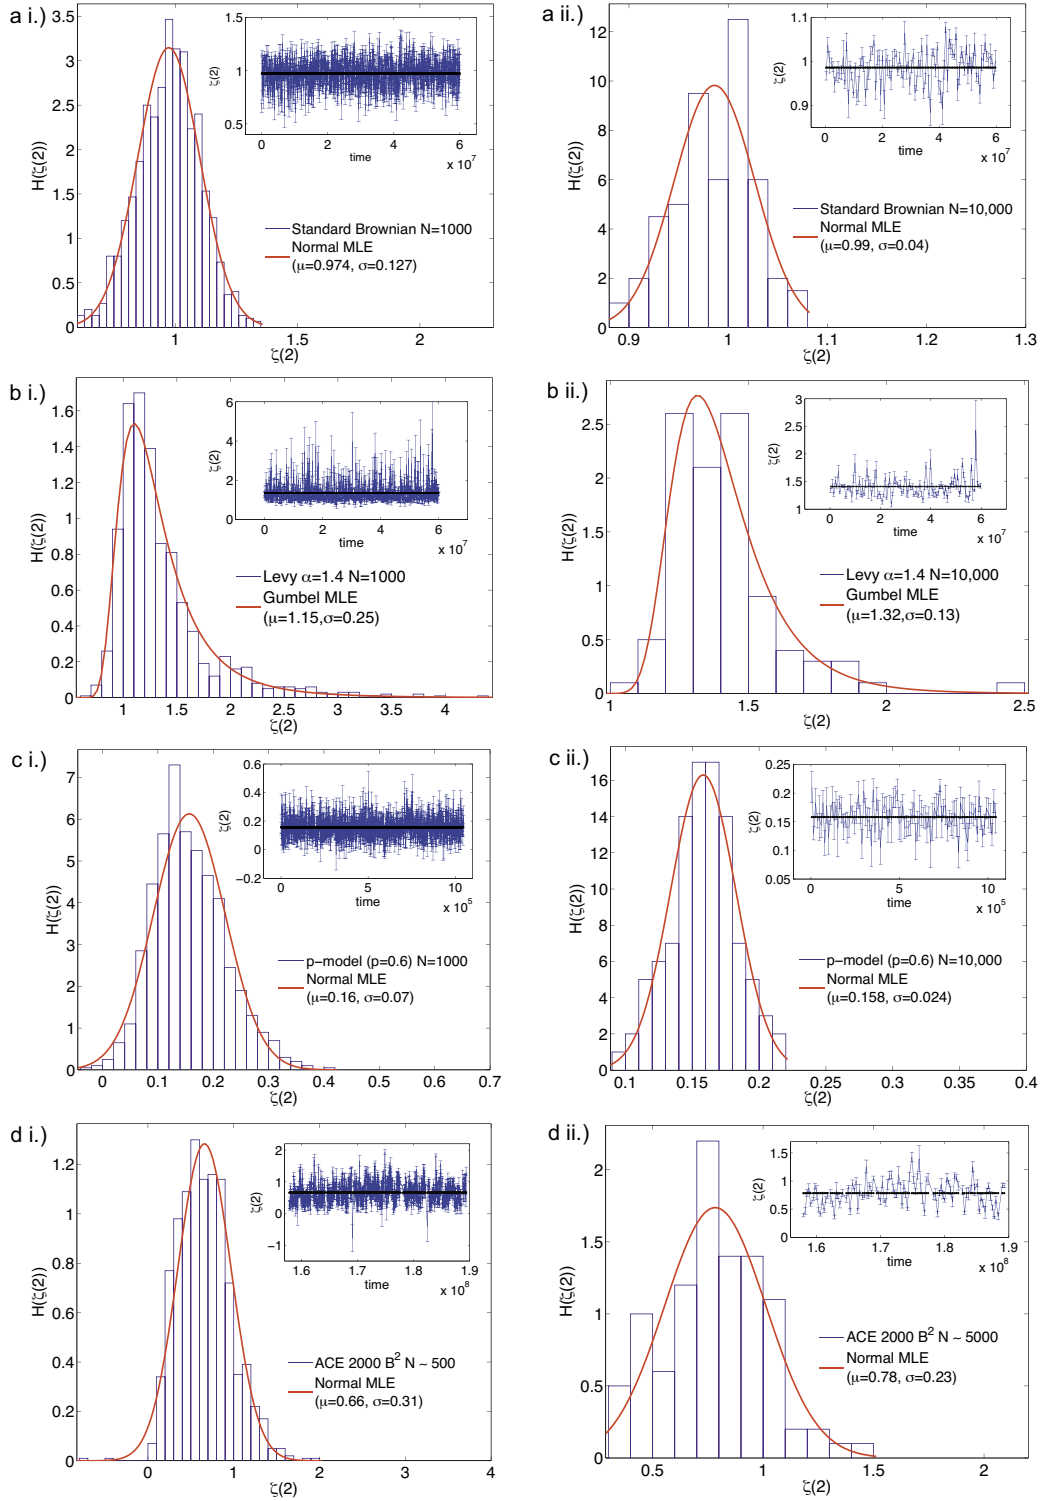 a i.)
3.5
3
2.5
2
1.5
1
0.5
0
H(ζ(2))
1
1.5
2
ζ(2)
1.5
1
0.5
ζ(2)
0
2
4
6
time
x 10^7
Standard Brownian N=1000
Normal MLE
(μ=0.974, σ=0.127)
a ii.)
12
10
8
6
4
2
0
H(ζ(2))
0.9
1
1.1
1.2
1.3
ζ(2)
1.1
1
0.9
ζ(2)
0
2
4
6
time
x 10^7
Standard Brownian N=10,000
Normal MLE
(μ=0.99, σ=0.04)
b i.)
1.6
1.4
1.2
1
0.8
0.6
0.4
0.2
0
H(ζ(2))
1
1.5
2
2.5
3
3.5
4
ζ(2)
6
4
2
0
ζ(2)
0
2
4
6
time
x 10^7
Levy α=1.4 N=1000
Gumbel MLE
(μ=1.15,σ=0.25)
b ii.)
2.5
2
1.5
1
0.5
0
H(ζ(2))
1
1.5
2
2.5
ζ(2)
3
2.5
2
1.5
1
ζ(2)
0
2
4
6
time
x 10^7
Levy α=1.4 N=10,000
Gumbel MLE
(μ=1.32,σ=0.13)
c i.)
7
6
5
4
3
2
1
0
H(ζ(2))
0
0.1
0.2
0.3
0.4
0.5
0.6
0.7
ζ(2)
0.6
0.4
0.2
0
−0.2
ζ(2)
0
5
10
time
x 10^5
p−model (p=0.6) N=1000
Normal MLE
(μ=0.16, σ=0.07)
c ii.)
16
14
12
10
8
6
4
2
0
H(ζ(2))
0.1
0.15
0.2
0.25
0.3
0.35
0.4
ζ(2)
0.25
0.2
0.15
0.1
0.05
ζ(2)
0
5
10
time
x 10^5
p−model (p=0.6) N=10,000
Normal MLE
(μ=0.158, σ=0.024)
d i.)
1.2
1
0.8
0.6
0.4
0.2
0
H(ζ(2))
0
1
2
3
4
ζ(2)
2
1
0
−1
ζ(2)
1.6
1.7
1.8
1.9
time
x 10^8
ACE 2000 B^2 N ~ 500
Normal MLE
(μ=0.66, σ=0.31)
d ii.)
2
1.5
1
0.5
0
H(ζ(2))
0.5
1
1.5
2
ζ(2)
1.5
1
0.5
0
ζ(2)
1.6
1.7
1.8
1.9
time
x 10^8
ACE 2000 B^2 N ~ 5000
Normal MLE
(μ=0.78, σ=0.23)